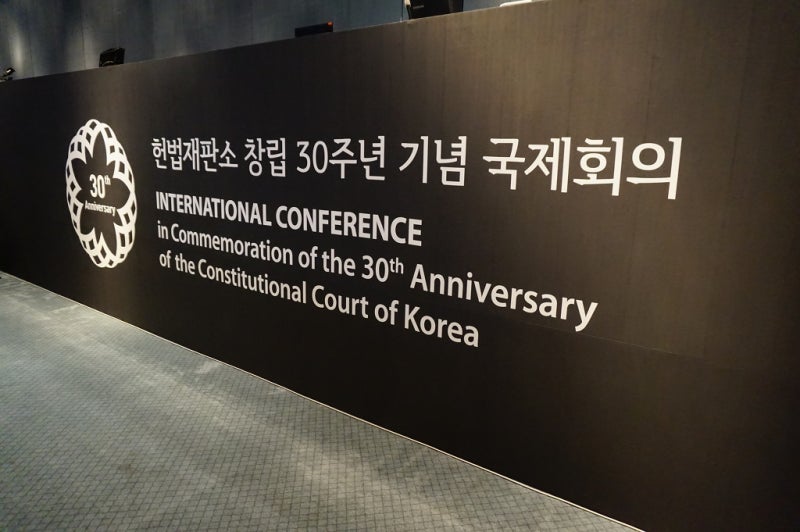 30th
Anniversary
헌법재판소 창립 30주년 기념 국제회의
INTERNATIONAL CONFERENCE
in Commemoration of the 30th Anniversary
of the Constitutional Court of Korea